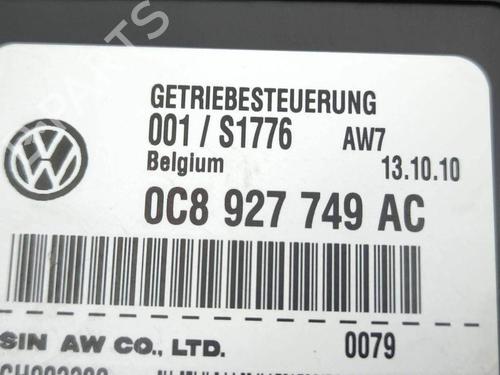 GETRIEBESTEUERUNG
001 / S1776 AW7
Belgium 13.10.10
0C8 927 749 AC
SIN AW CO., LTD. 0079